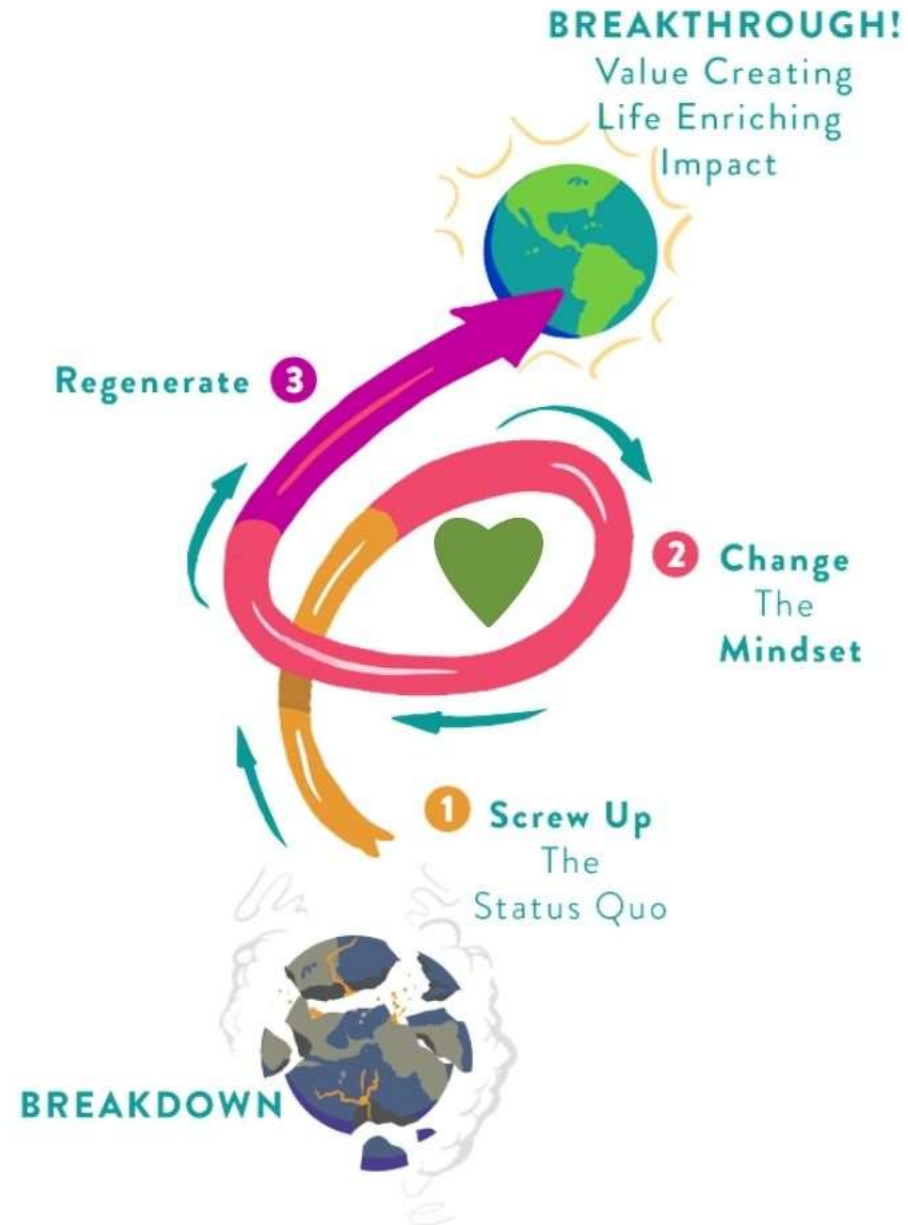 BREAKTHROUGH!
Value Creating
Life Enriching
Impact
Regenerate 3
2 Change
The
Mindset
1 Screw Up
The
Status Quo
BREAKDOWN